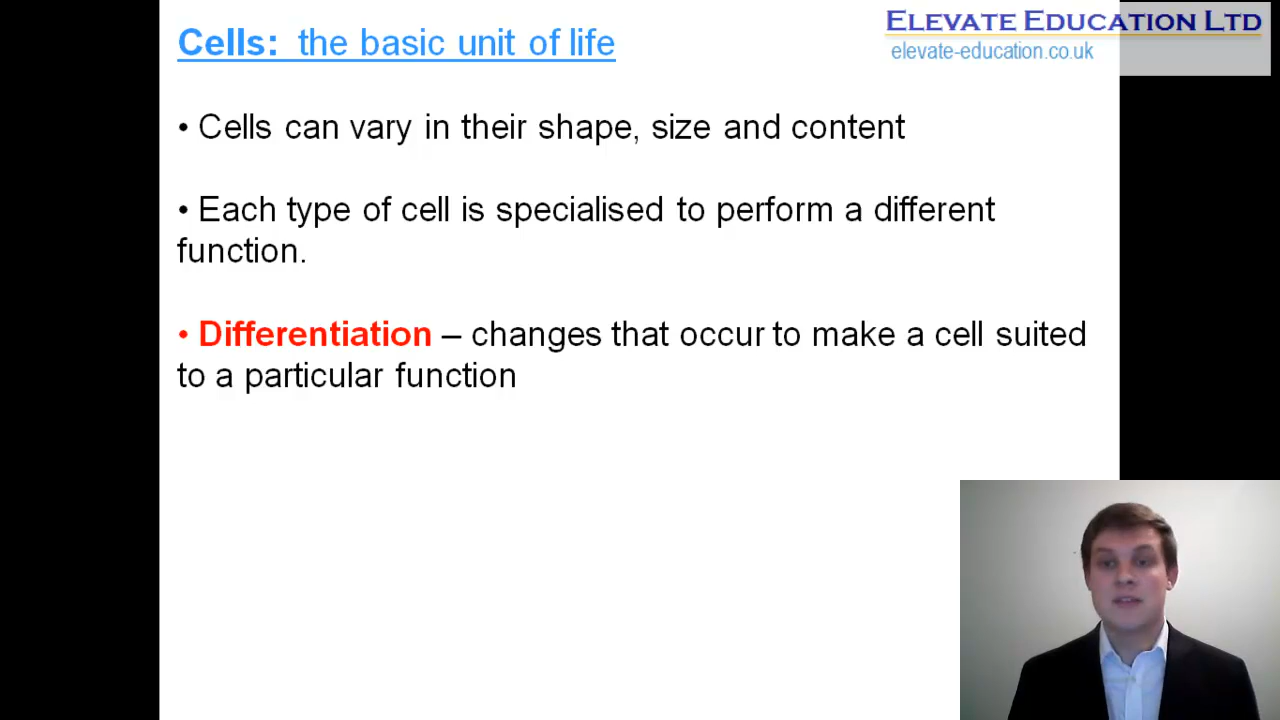 Cells: the basic unit of life
ELEVATE EDUCATION LTD
elevate-education.co.uk
• Cells can vary in their shape, size and content
• Each type of cell is specialised to perform a different
function.
• Differentiation – changes that occur to make a cell suited
to a particular function